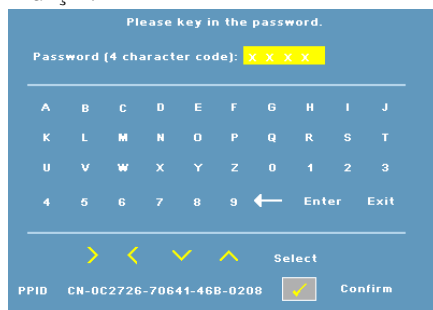 Please key in the password.
Password (4 character code): X X X X
A B C D E F G H I J
K L M N O P Q R S T
U V W X Y Z 0 1 2 3
4 5 6 7 8 9 ← Enter Exit
> < ∨ ∧ Select
PPID CN-0C2726-70641-46B-0208 ✓ Confirm